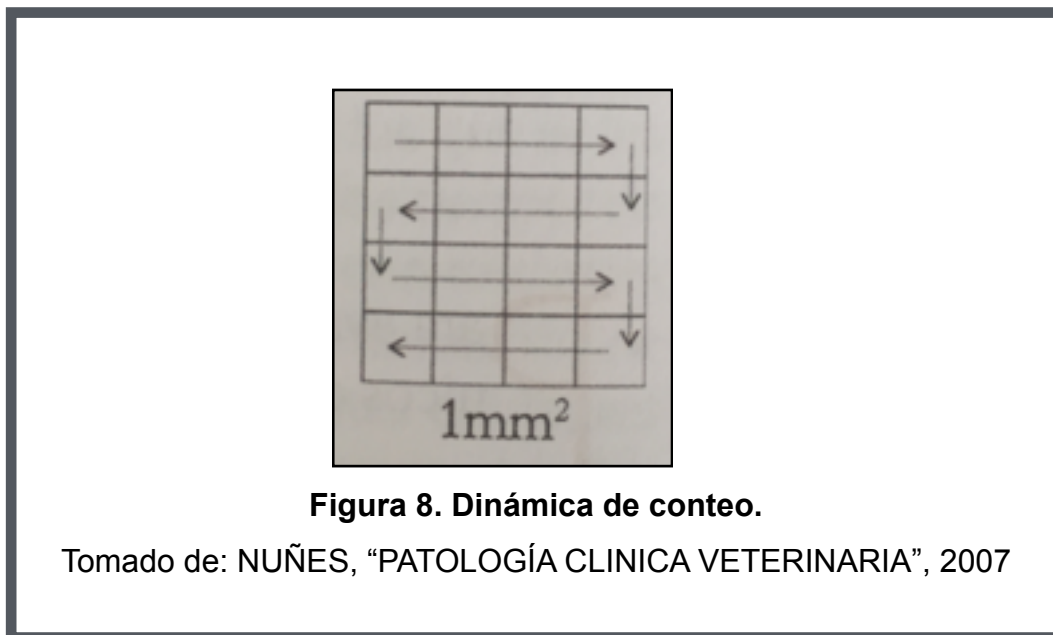 1mm²
Figura 8. Dinámica de conteo.
Tomado de: NUÑES, “PATOLOGÍA CLINICA VETERINARIA”, 2007